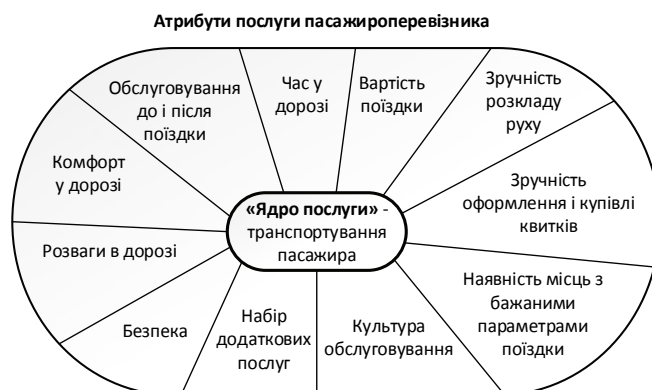 Атрибути послуги пасажироперевізника
Обслуговування
до і після
поїздки
Час у
дорозі
Вартість
поїздки
Зручність
розкладу
руху
Зручність
оформлення і купівлі
квитків
Наявність місць з
бажаними
параметрами
поїздки
Культура
обслуговування
Набір
додаткових
послуг
Безпека
Розваги в дорозі
Комфорт
у дорозі
«Ядро послуги» -
транспортування
пасажира